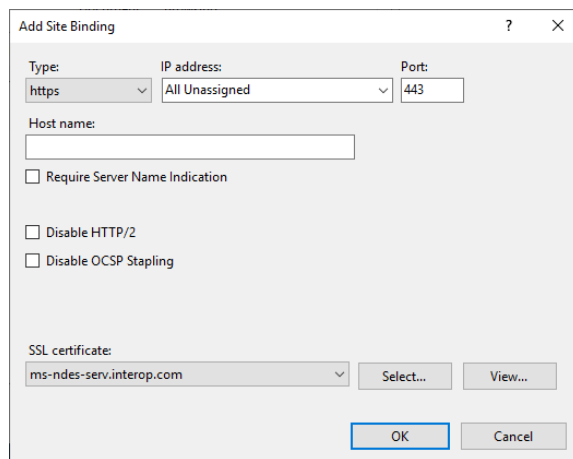 Add Site Binding ?
Type: IP address: Port:
https All Unassigned 443
Host name:
Require Server Name Indication
Disable HTTP/2
Disable OCSP Stapling
SSL certificate:
ms-ndes-serv.interop.com Select... View...
OK Cancel